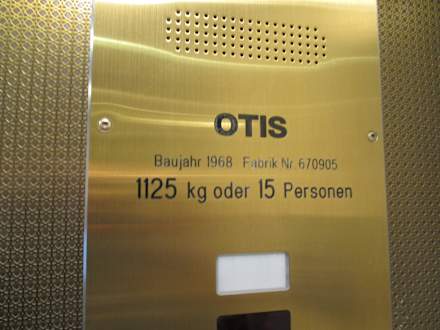 OTIS
Baujahr 1968 Fabrik Nr. 670905
1125 kg oder 15 Personen